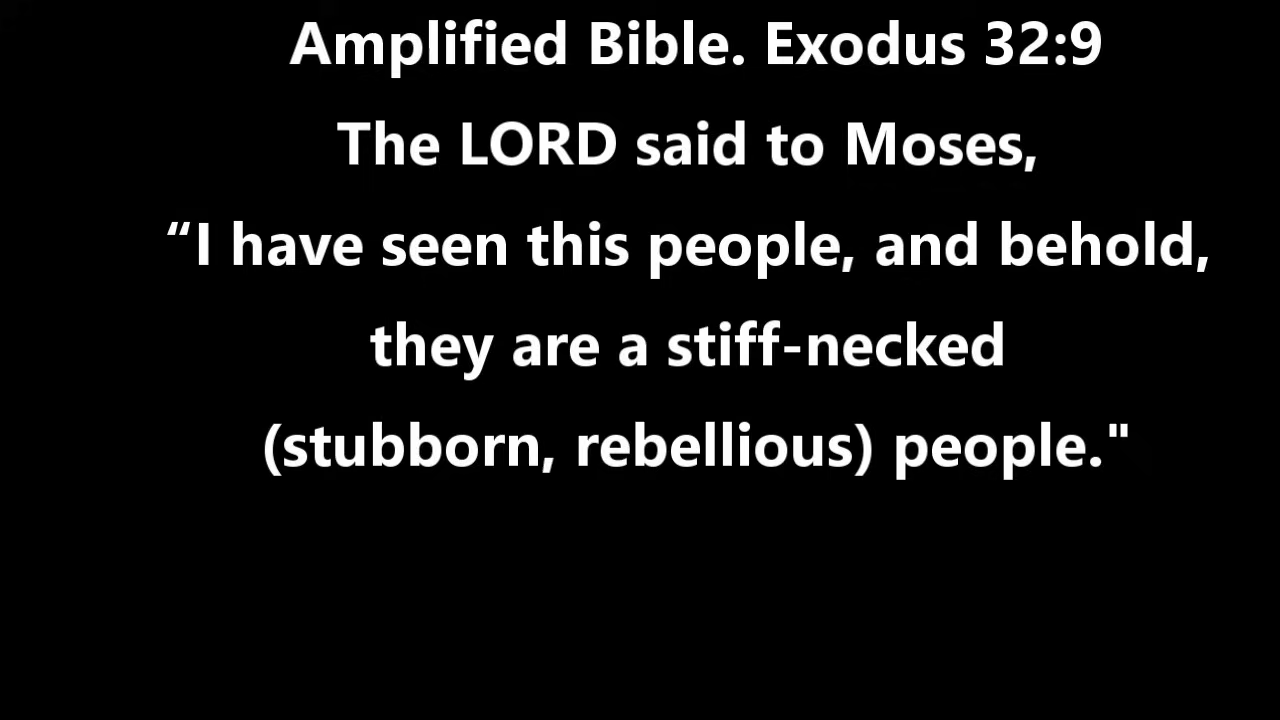 Amplified Bible. Exodus 32:9
The LORD said to Moses,
“I have seen this people, and behold,
they are a stiff-necked
(stubborn, rebellious) people."